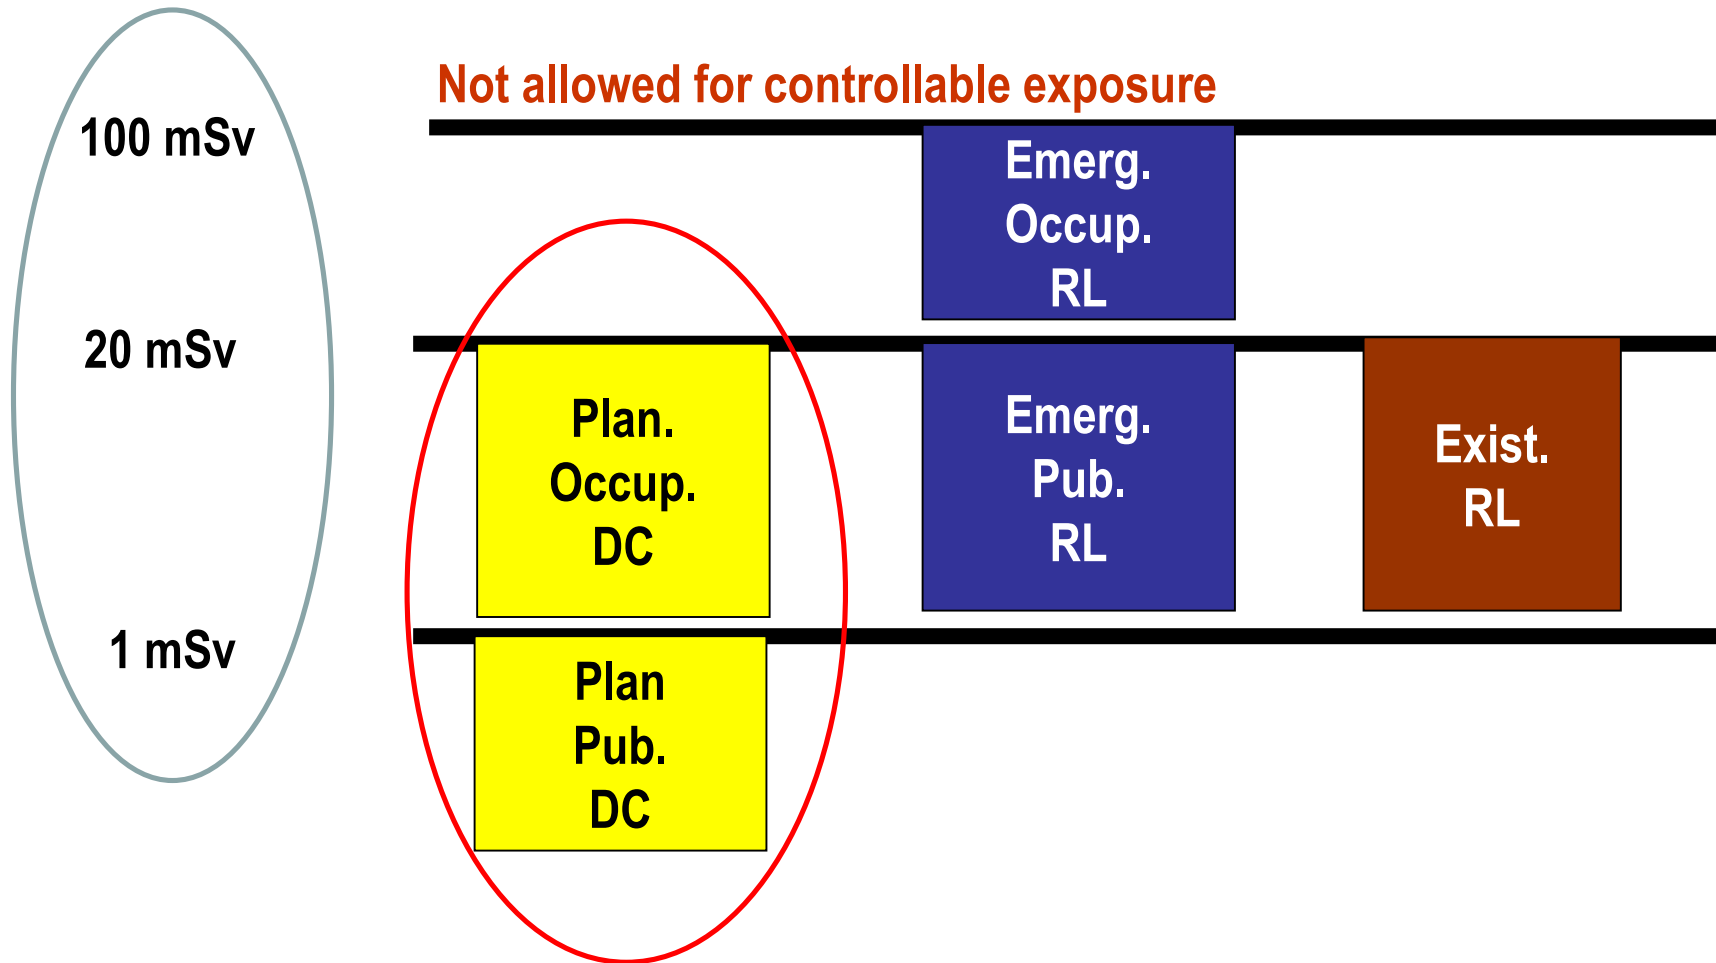 Not allowed for controllable exposure
100 mSv
20 mSv
1 mSv
Plan.
Occup.
DC
Plan
Pub.
DC
Emerg.
Occup.
RL
Emerg.
Pub.
RL
Exist.
RL